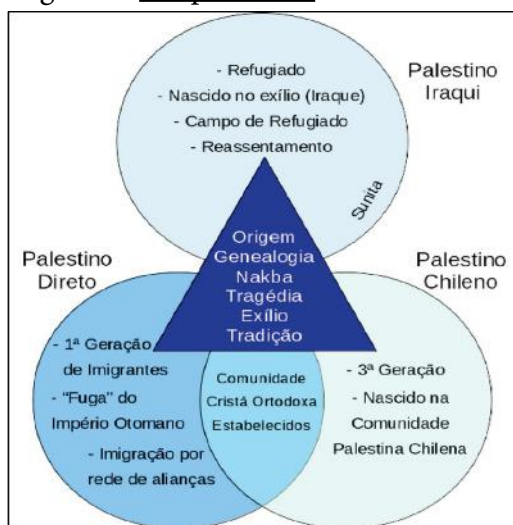 - Refugiado
- Nascido no exílio (Iraque)
- Campo de Refugiado
- Reassentamento
Palestino
Iraqui
Sunita
Origem
Genealogia
Nakba
Tragédia
Exílio
Tradição
Palestino
Direto
- 1ª Geração
de Imigrantes
- "Fuga" do
Império Otomano
- Imigração por
rede de alianças
Comunidade
Cristã Ortodoxa
Estabelecidos
Palestino
Chileno
- 3ª Geração
- Nascido na
Comunidade
Palestina Chilena